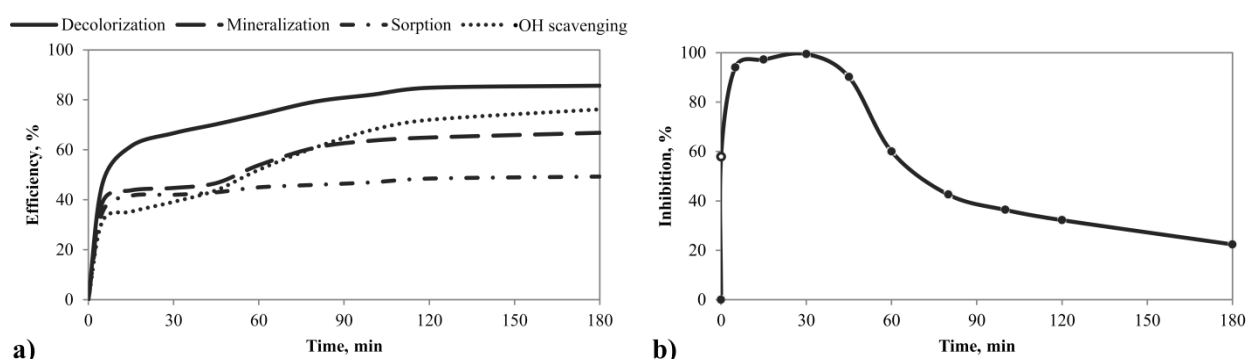 Decolorization Mineralization Sorption •OH scavenging
100
80
60
40
20
0
Efficiency, %
0 30 60 90 120 150 180
Time, min
a)
100
80
60
40
20
0
Inhibition, %
0 30 60 90 120 150 180
Time, min
b)